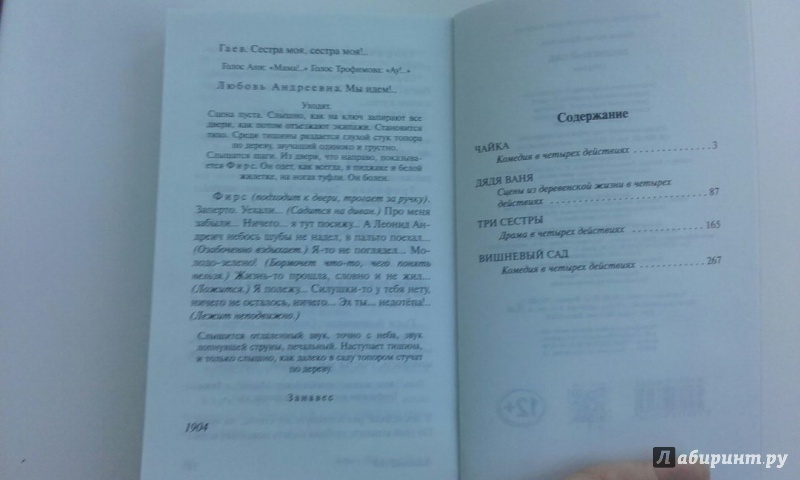 Гаев. Сестра моя, сестра моя!..
Голос Ани: «Мама!..» Голос Трофимова: «Ау!..»
Любовь Андреевна. Мы идем!..
Уходят.
Сцена пуста. Слышно, как на ключ запирают все
двери, как потом отъезжают экипажи. Становится
тихо. Среди тишины раздается глухой стук топора
по дереву, звучащий одиноко и грустно.
Слышатся шаги. Из двери, что направо, показыва-
ется Фирс. Он одет, как всегда, в пиджаке и белой
жилетке, на ногах туфли. Он болен.
Фирс (подходит к двери, трогает за ручку).
Заперто. Уехали... (Садится на диван.) Про меня
забыли... Ничего... я тут посижу... А Леонид Ан-
дреич небось шубы не надел, в пальто поехал...
(Озабоченно вздыхает.) Я-то не поглядел... Мо-
лодо-зелено! (Бормочет что-то, чего понять
нельзя.) Жизнь-то прошла, словно и не жил...
(Ложится.) Я полежу... Силушки-то у тебя нету,
ничего не осталось, ничего... Эх ты... недотёпа!..
(Лежит неподвижно.)
Слышится отдаленный звук, точно с неба, звук
лопнувшей струны, печальный. Наступает тишина,
и только слышно, как далеко в саду топором стучат
по дереву.
Занавес
1904
Содержание
ЧАЙКА
Комедия в четырех действиях 3
ДЯДЯ ВАНЯ
Сцены из деревенской жизни в четырех
действиях 87
ТРИ СЕСТРЫ
Драма в четырех действиях 165
ВИШНЕВЫЙ САД
Комедия в четырех действиях 267
12+
Лабиринт.ру